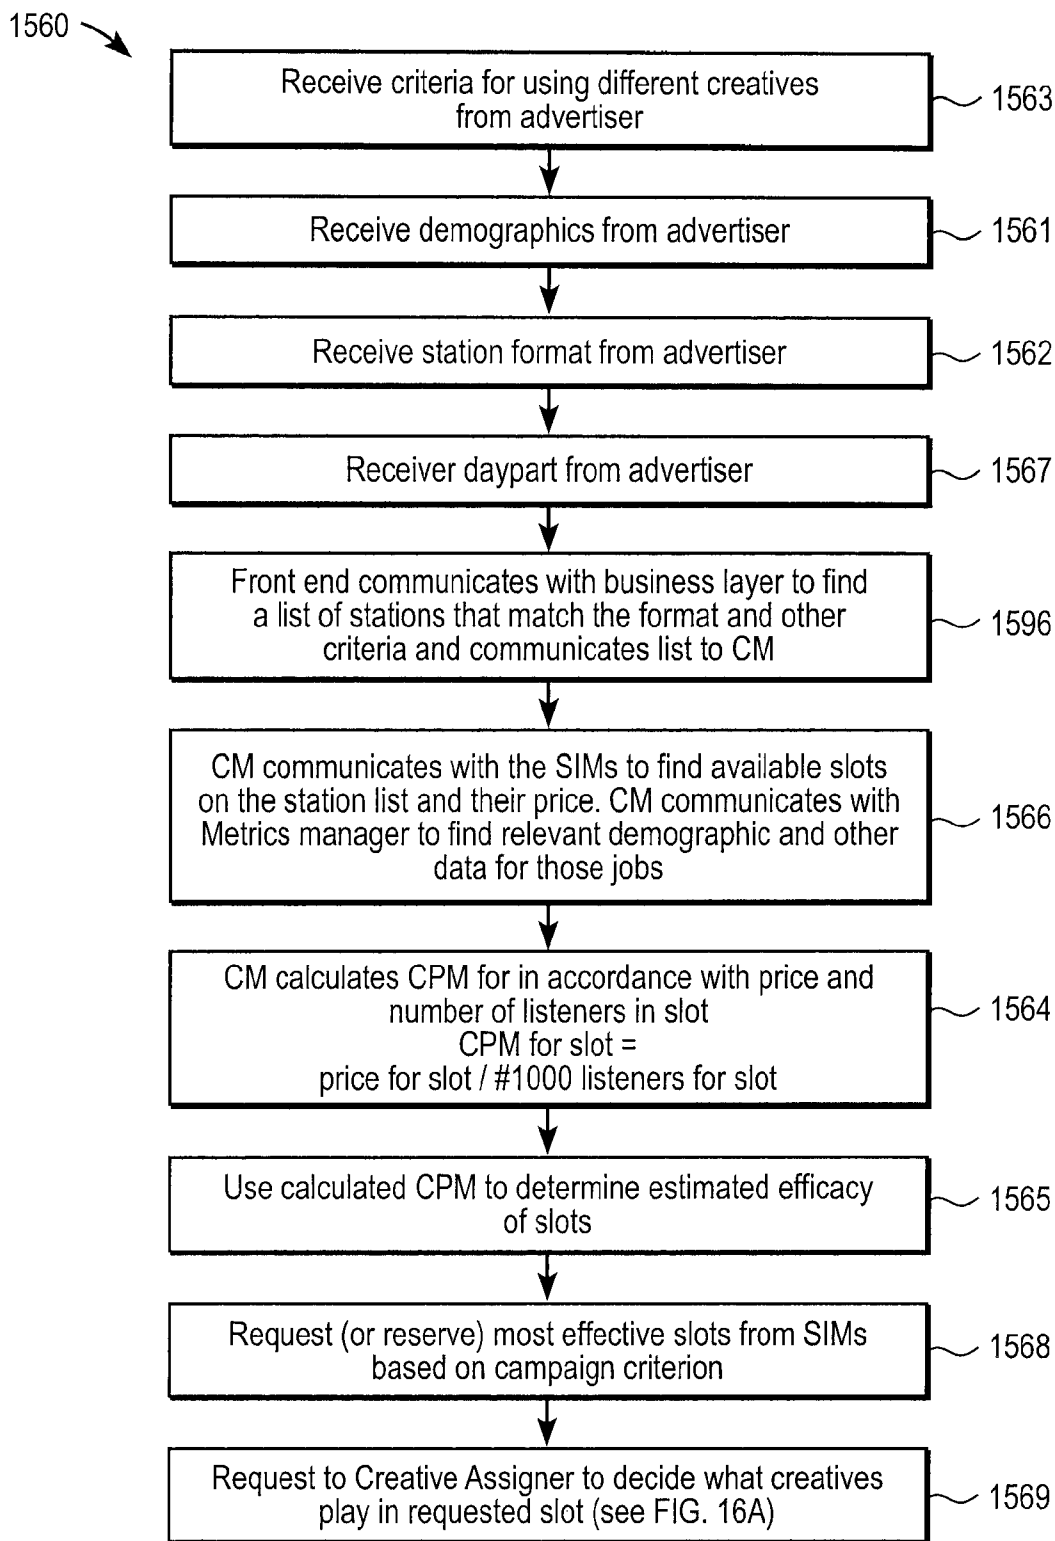 1560
Receive criteria for using different creatives
from advertiser
1563
Receive demographics from advertiser
1561
Receive station format from advertiser
1562
Receiver daypart from advertiser
1567
Front end communicates with business layer to find
a list of stations that match the format and other
criteria and communicates list to CM
1596
CM communicates with the SIMs to find available slots
on the station list and their price. CM communicates with
Metrics manager to find relevant demographic and other
data for those jobs
1566
CM calculates CPM for in accordance with price and
number of listeners in slot
CPM for slot =
price for slot / #1000 listeners for slot
1564
Use calculated CPM to determine estimated efficacy
of slots
1565
Request (or reserve) most effective slots from SIMs
based on campaign criterion
1568
Request to Creative Assigner to decide what creatives
play in requested slot (see FIG. 16A)
1569